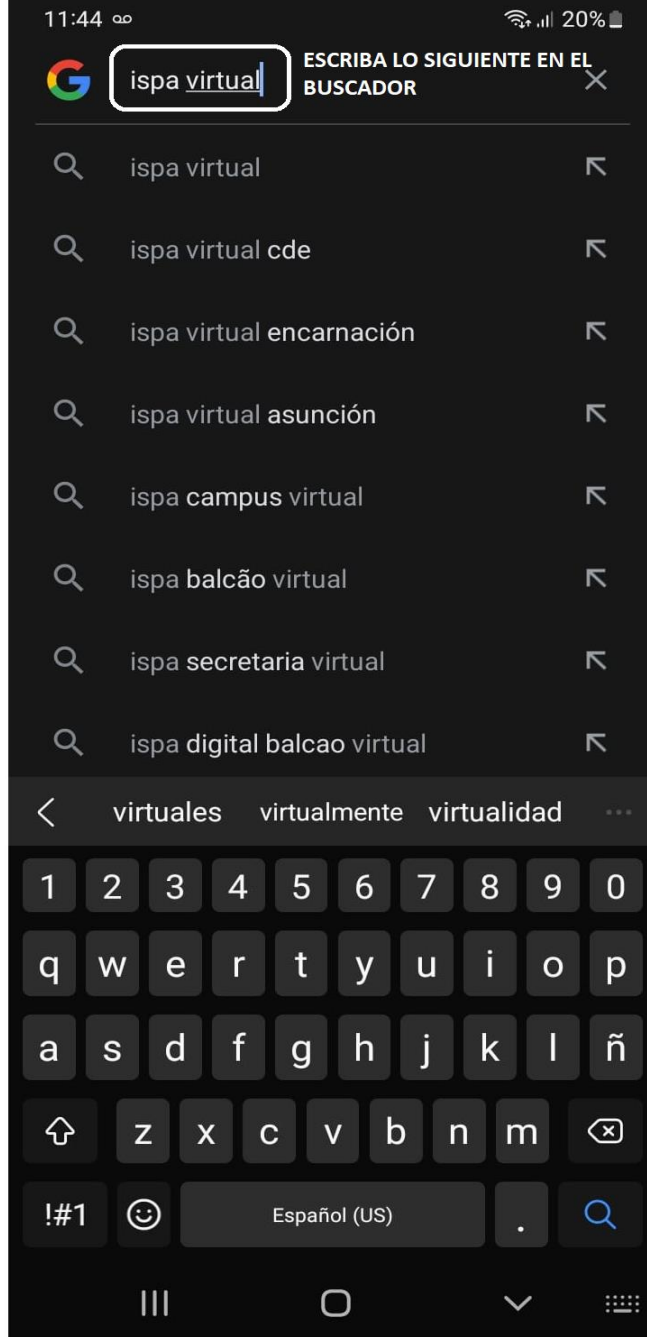 11:44 20%
ispa virtual
ESCRIBA LO SIGUIENTE EN EL
BUSCADOR
ispa virtual
ispa virtual cde
ispa virtual encarnación
ispa virtual asunción
ispa campus virtual
ispa balcão virtual
ispa secretaria virtual
ispa digital balcao virtual
virtuales virtualmente virtualidad
1 2 3 4 5 6 7 8 9 0
q w e r t y u i o p
a s d f g h j k l ñ
z x c v b n m
!#1 Español (US) .